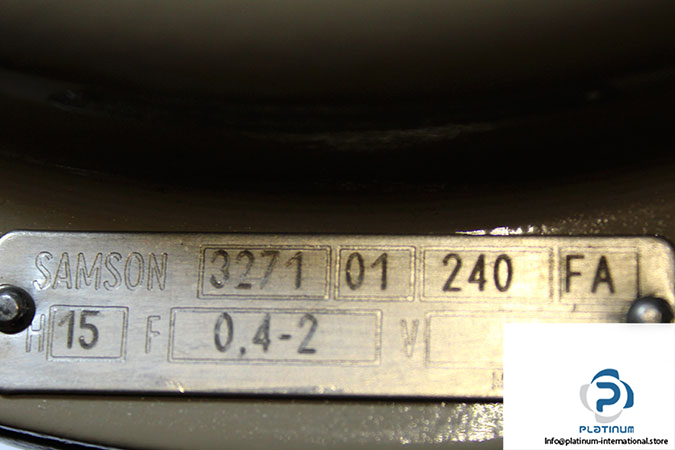 SAMSON 3271 01 240 FA
H 15 F 0,4-2 V
PLATINUM
Info@platinum-international.store